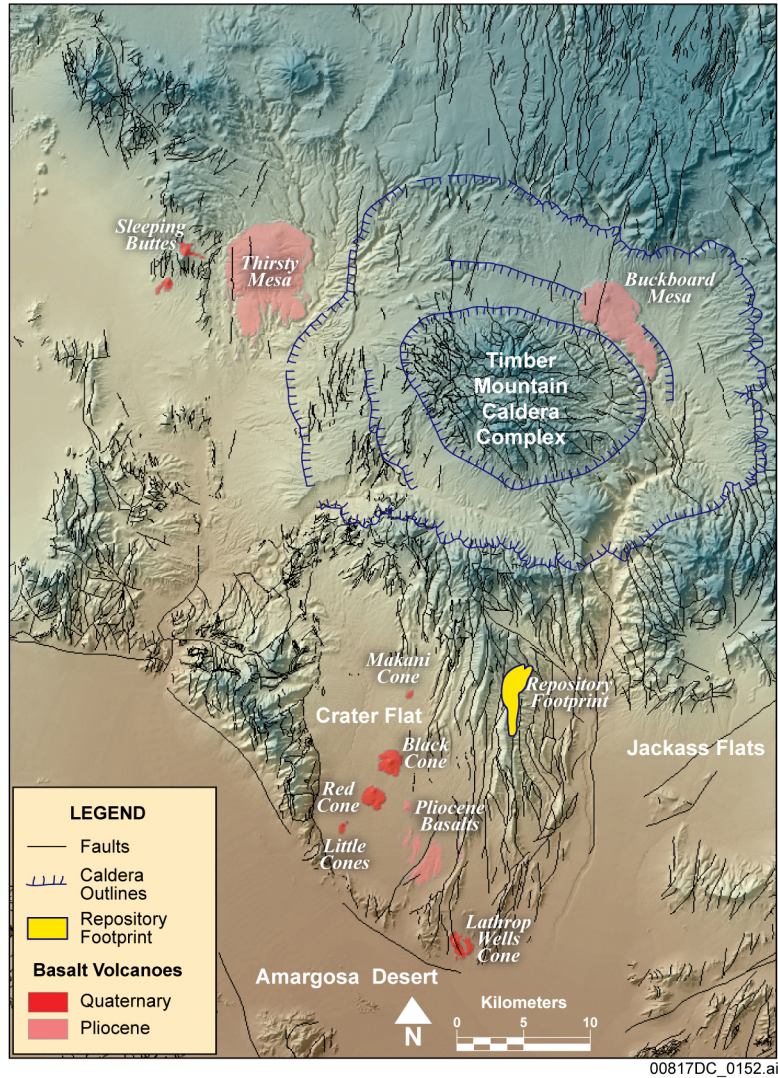 Sleeping
Buttes
Thirsty
Mesa
Buckboard
Mesa
Timber
Mountain
Caldera
Complex
Makani
Cone
Repository
Footprint
Crater Flat
Jackass Flats
Black
Cone
Red
Cone
Pliocene
Basalts
Little
Cones
Lathrop
Wells
Cone
Amargosa Desert
LEGEND
Faults
Caldera
Outlines
Repository
Footprint
Basalt Volcanoes
Quaternary
Pliocene
N
Kilometers
0 5 10
00817DC_0152.ai